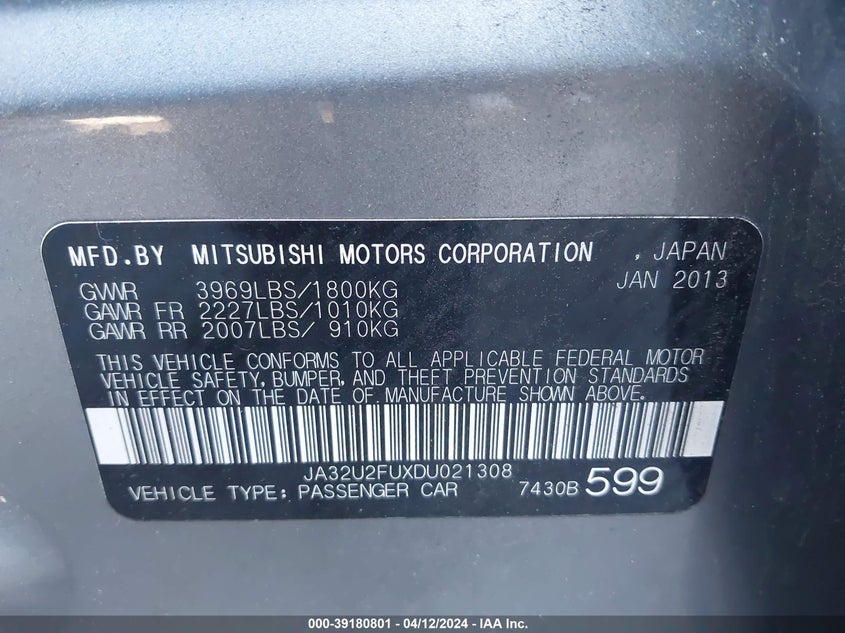 MFD.BY MITSUBISHI MOTORS CORPORATION , JAPAN
JAN 2013
GVWR 3969LBS/1800KG
GAWR FR 2227LBS/1010KG
GAWR RR 2007LBS/ 910KG
THIS VEHICLE CONFORMS TO ALL APPLICABLE FEDERAL MOTOR
VEHICLE SAFETY, BUMPER, AND THEFT PREVENTION STANDARDS
IN EFFECT ON THE DATE OF MANUFACTURE SHOWN ABOVE.
JA32U2FUXDU021308
VEHICLE TYPE: PASSENGER CAR 7430B 599
000-39180801 - 04/12/2024 - IAA Inc.